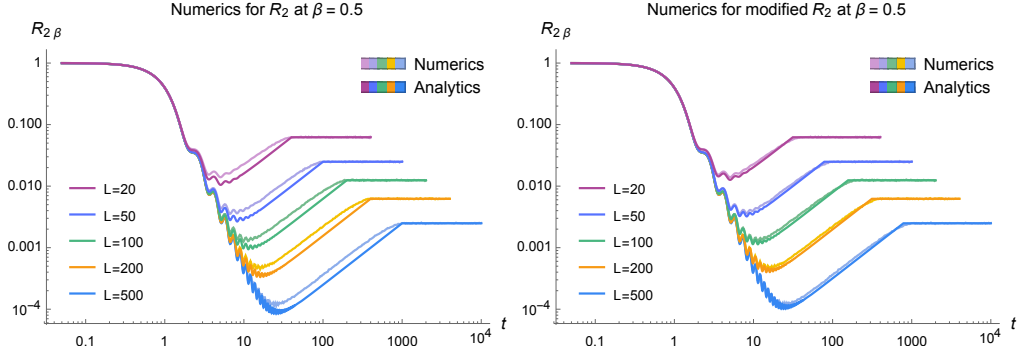 Numerics for R₂ at β = 0.5
R₂ β
1
0.100
0.010
0.001
10⁻⁴
Numerics
Analytics
L=20
L=50
L=100
L=200
L=500
0.1
1
10
100
1000
10⁴
t
Numerics for modified R₂ at β = 0.5
R₂ β
1
0.100
0.010
0.001
10⁻⁴
Numerics
Analytics
L=20
L=50
L=100
L=200
L=500
0.1
1
10
100
1000
10⁴
t